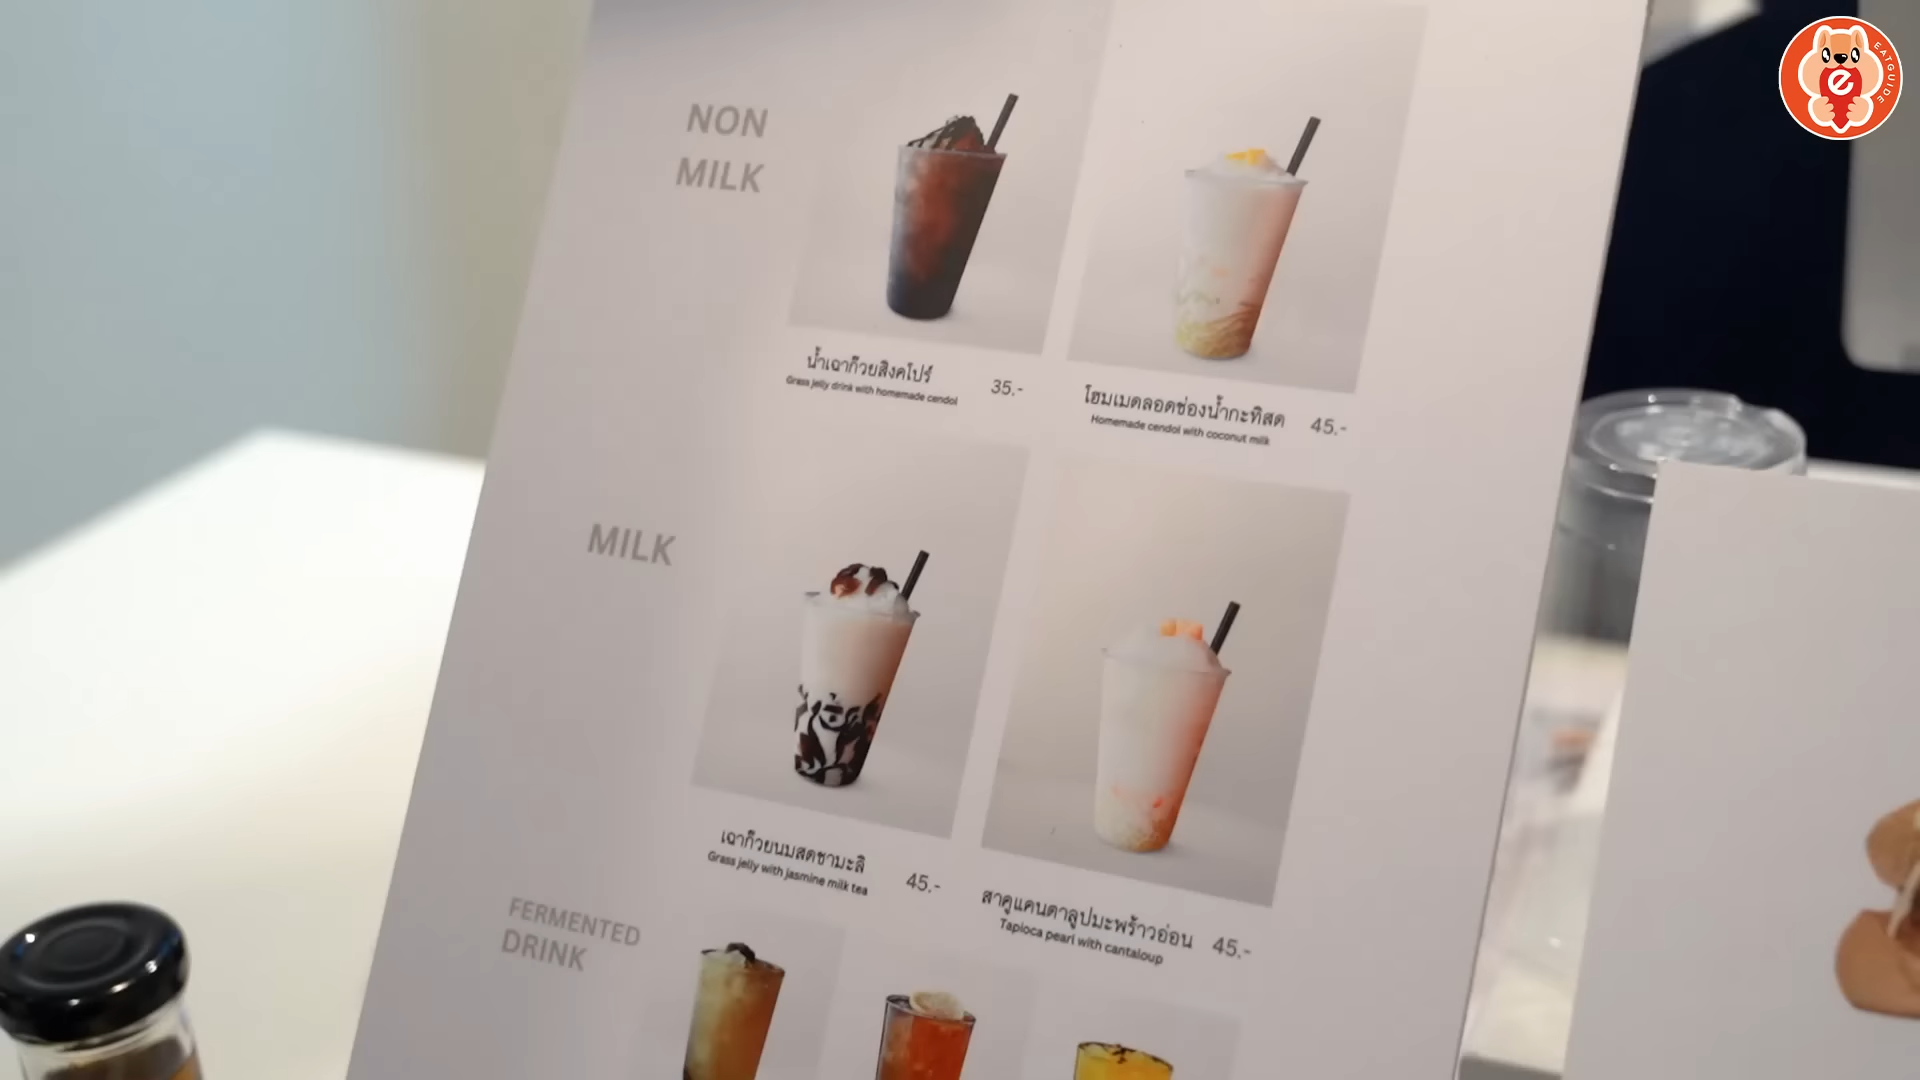 EATGUIDE
NON
MILK
น้ำเฉาก๊วยสิงคโปร์
Grass jelly drink with homemade cendol
35.-
โฮมเมดลอดช่องน้ำกะทิสด
Homemade cendol with coconut milk
45.-
MILK
เฉาก๊วยนมสดชามะลิ
Grass jelly with jasmine milk tea
45.-
สาคูแคนตาลูปมะพร้าวอ่อน
Tapioca pearl with cantaloup
45.-
FERMENTED
DRINK